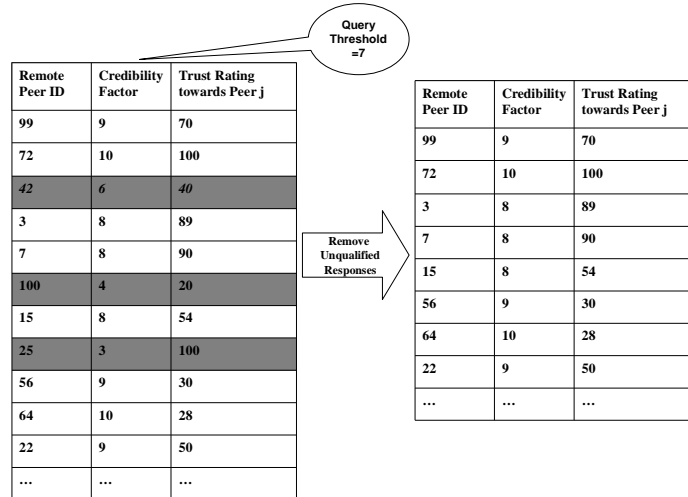 Query
Threshold
=7
Remote Peer ID Credibility Factor Trust Rating towards Peer j
99 9 70
72 10 100
42 6 40
3 8 89
7 8 90
100 4 20
15 8 54
25 3 100
56 9 30
64 10 28
22 9 50
... ... ...
Remove
Unqualified
Responses
Remote Peer ID Credibility Factor Trust Rating towards Peer j
99 9 70
72 10 100
3 8 89
7 8 90
15 8 54
56 9 30
64 10 28
22 9 50
... ... ...